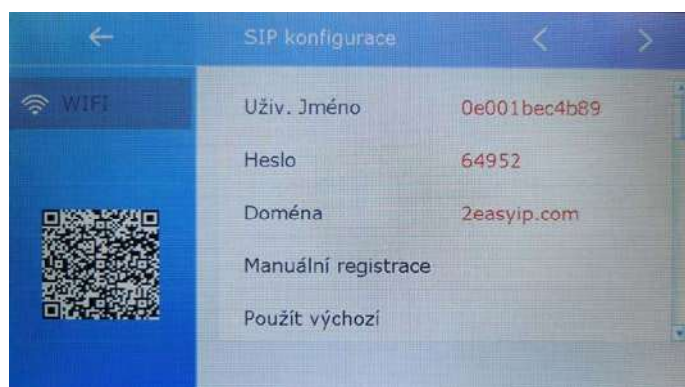 SIP konfigurace
WIFI
Uživ. Jméno 0e001bec4b89
Heslo 64952
Doména 2easyip.com
Manuální registrace
Použít výchozí